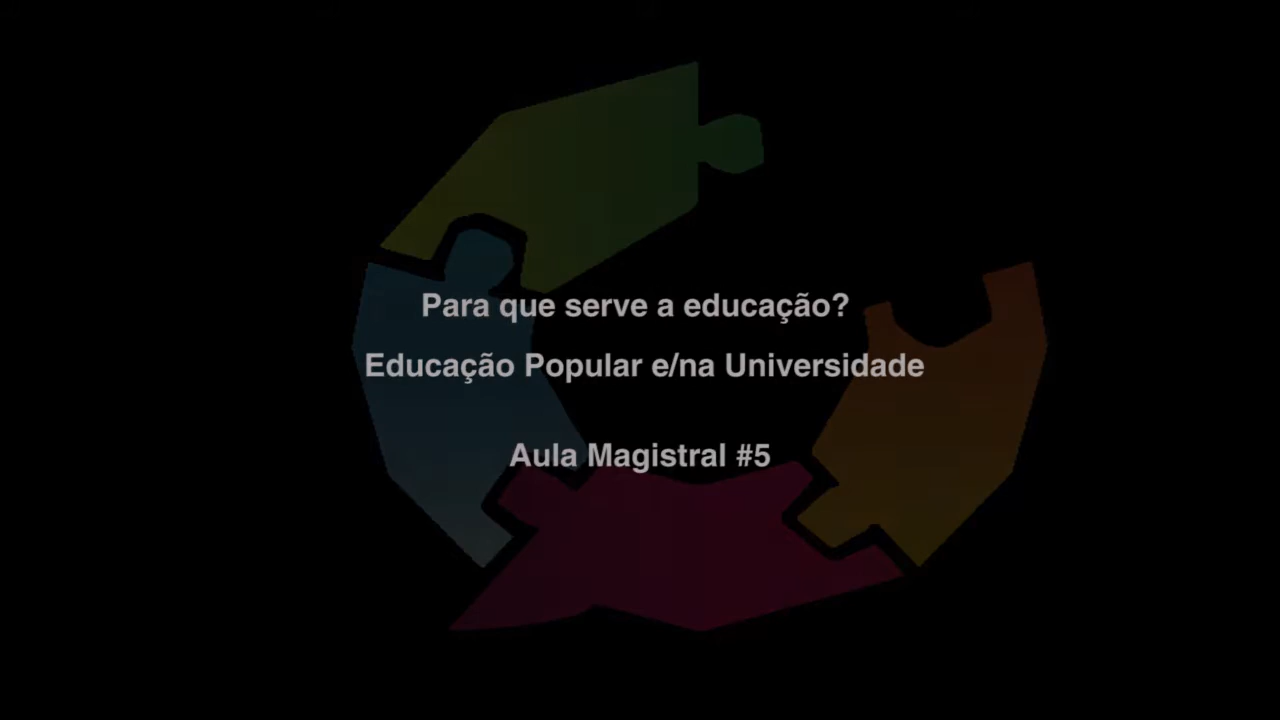 Para que serve a educação?
Educação Popular e/na Universidade
Aula Magistral #5